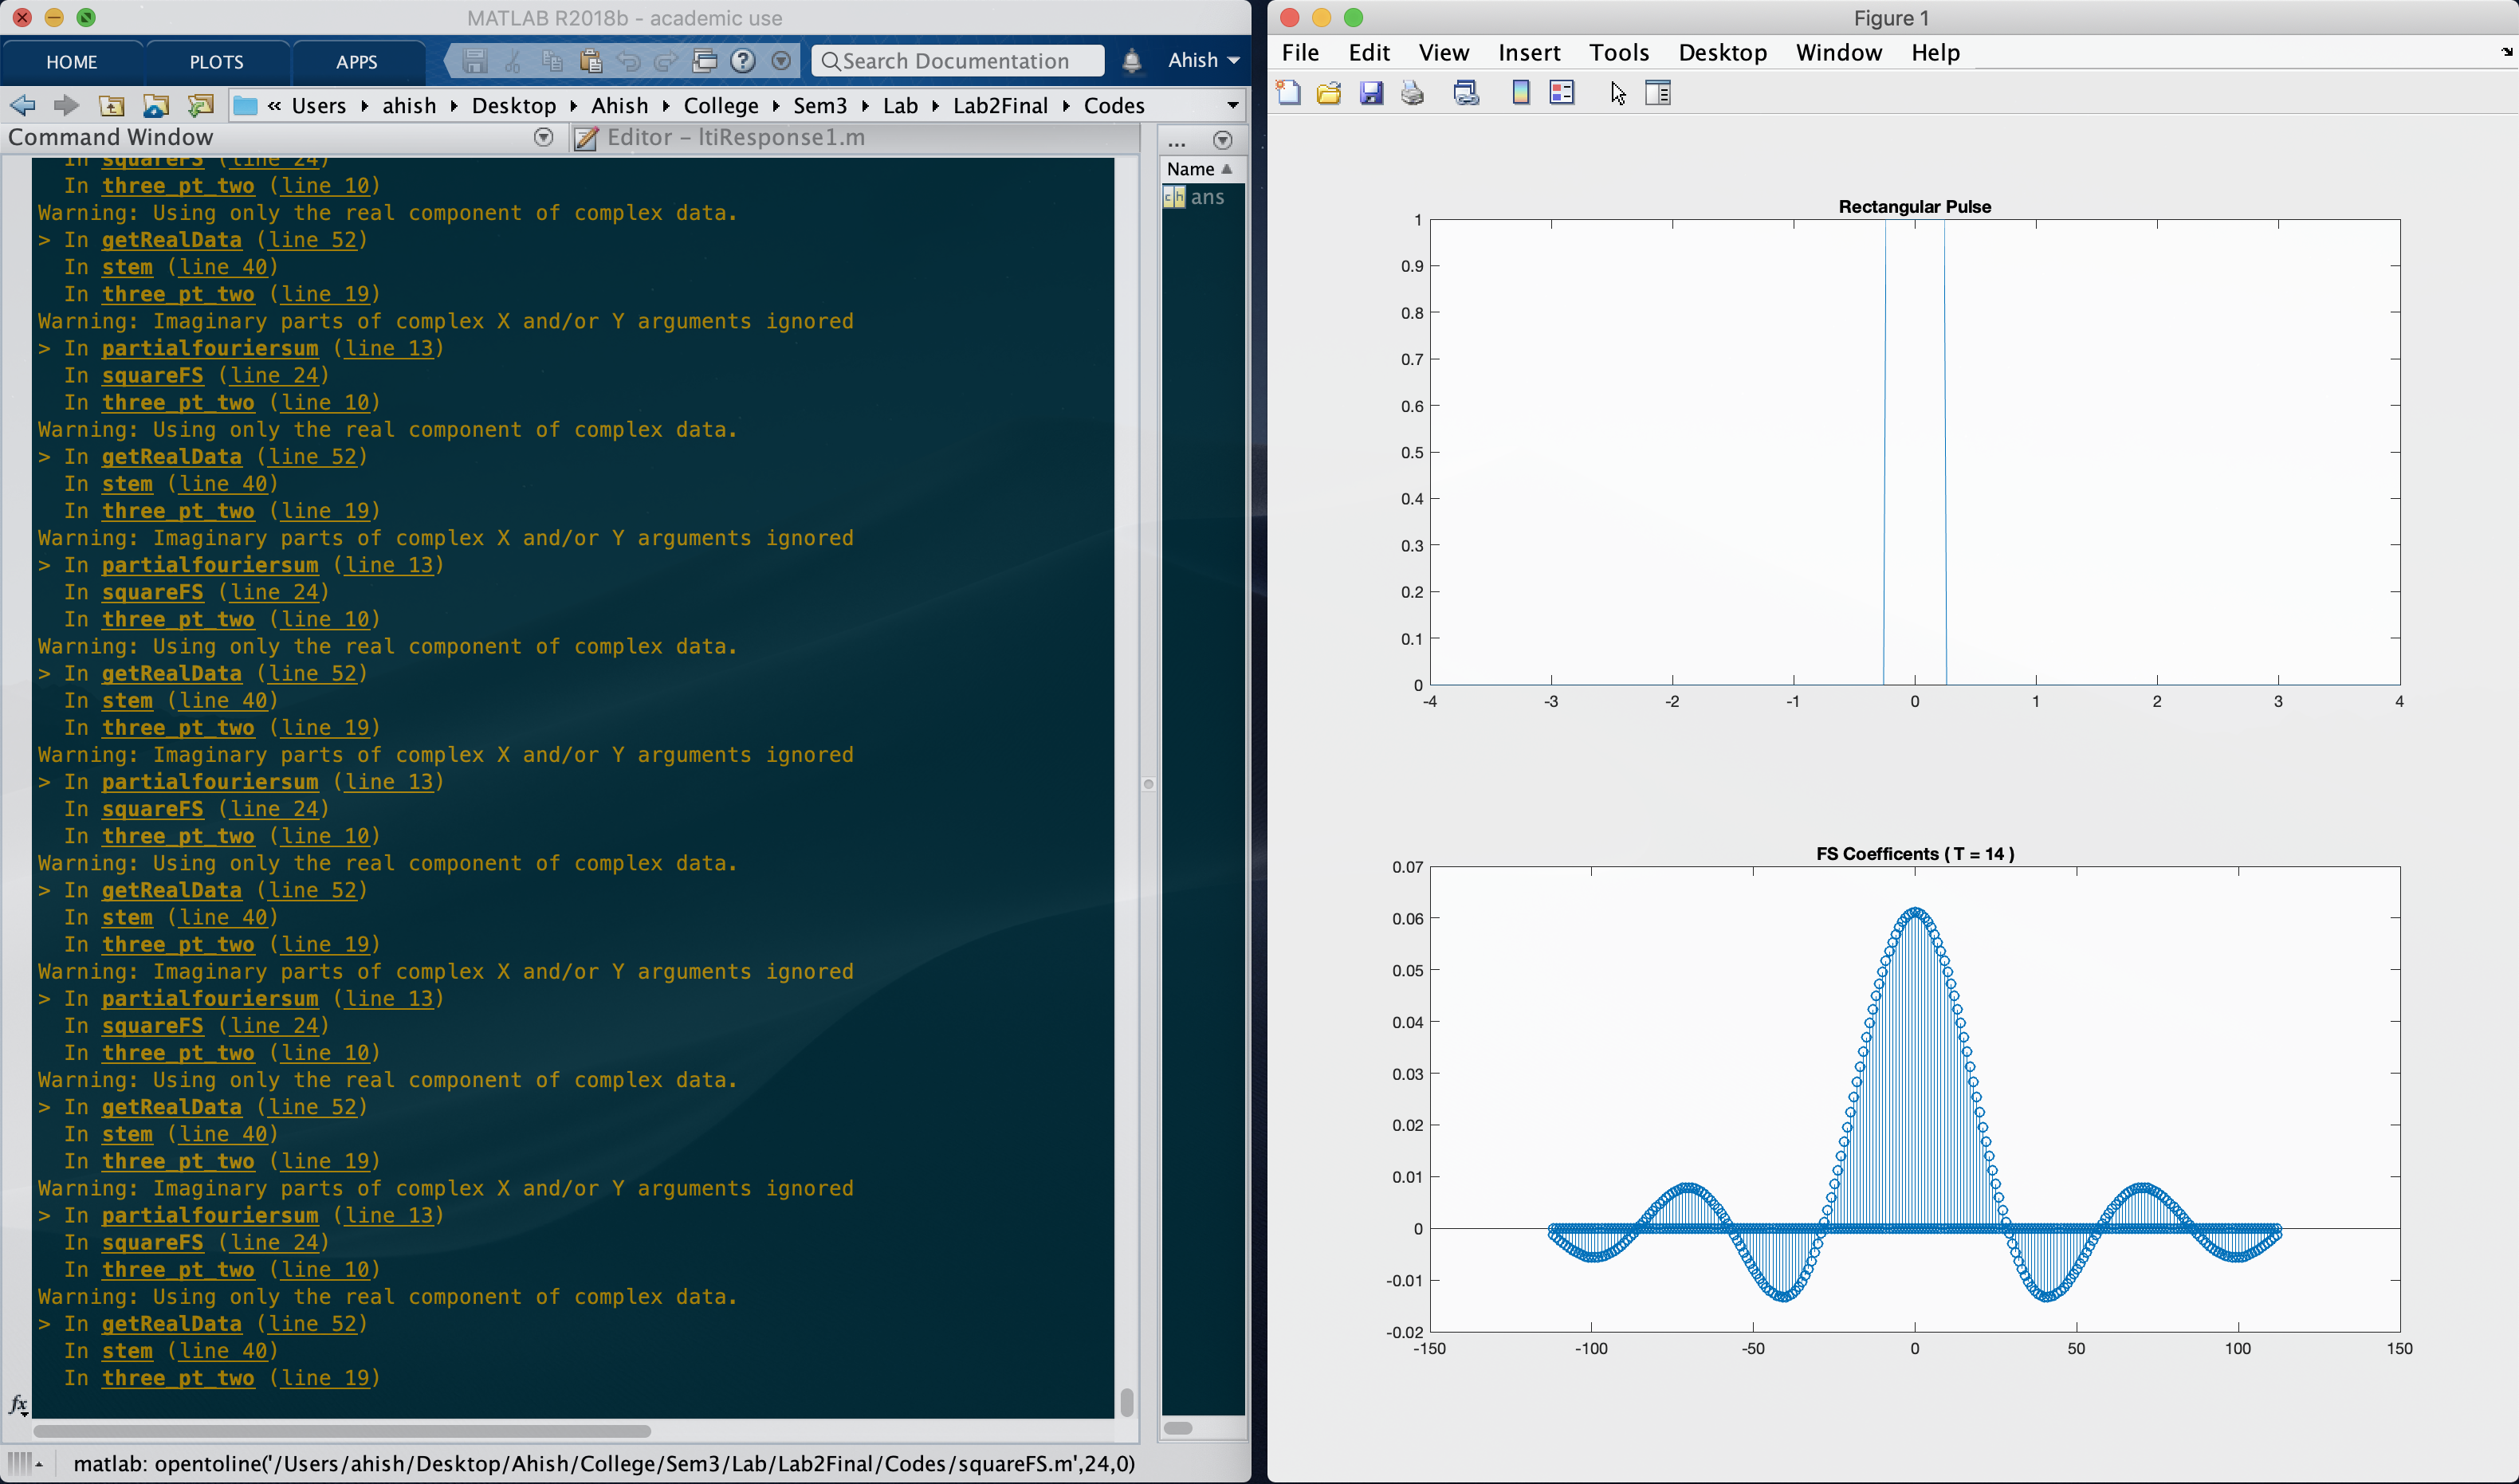 MATLAB R2018b - academic use
HOME PLOTS APPS Search Documentation Ahish
« Users ▸ ahish ▸ Desktop ▸ Ahish ▸ College ▸ Sem3 ▸ Lab ▸ Lab2Final ▸ Codes
Command Window
Editor – ltiResponse1.m
...
Name
ch ans
In squareFS (line 24)
In three_pt_two (line 10)
Warning: Using only the real component of complex data.
> In getRealData (line 52)
In stem (line 40)
In three_pt_two (line 19)
Warning: Imaginary parts of complex X and/or Y arguments ignored
> In partialfouriersum (line 13)
In squareFS (line 24)
In three_pt_two (line 10)
Warning: Using only the real component of complex data.
> In getRealData (line 52)
In stem (line 40)
In three_pt_two (line 19)
Warning: Imaginary parts of complex X and/or Y arguments ignored
> In partialfouriersum (line 13)
In squareFS (line 24)
In three_pt_two (line 10)
Warning: Using only the real component of complex data.
> In getRealData (line 52)
In stem (line 40)
In three_pt_two (line 19)
Warning: Imaginary parts of complex X and/or Y arguments ignored
> In partialfouriersum (line 13)
In squareFS (line 24)
In three_pt_two (line 10)
Warning: Using only the real component of complex data.
> In getRealData (line 52)
In stem (line 40)
In three_pt_two (line 19)
Warning: Imaginary parts of complex X and/or Y arguments ignored
> In partialfouriersum (line 13)
In squareFS (line 24)
In three_pt_two (line 10)
Warning: Using only the real component of complex data.
> In getRealData (line 52)
In stem (line 40)
In three_pt_two (line 19)
Warning: Imaginary parts of complex X and/or Y arguments ignored
> In partialfouriersum (line 13)
In squareFS (line 24)
In three_pt_two (line 10)
Warning: Using only the real component of complex data.
> In getRealData (line 52)
In stem (line 40)
In three_pt_two (line 19)
fx
matlab: opentoline('/Users/ahish/Desktop/Ahish/College/Sem3/Lab/Lab2Final/Codes/squareFS.m',24,0)
Figure 1
File Edit View Insert Tools Desktop Window Help
Rectangular Pulse
1
0.9
0.8
0.7
0.6
0.5
0.4
0.3
0.2
0.1
0
-4 -3 -2 -1 0 1 2 3 4
FS Coefficents ( T = 14 )
0.07
0.06
0.05
0.04
0.03
0.02
0.01
0
-0.01
-0.02
-150 -100 -50 0 50 100 150